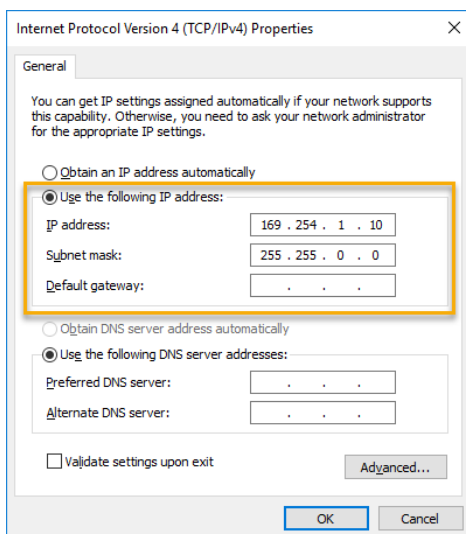 Internet Protocol Version 4 (TCP/IPv4) Properties
General
You can get IP settings assigned automatically if your network supports
this capability. Otherwise, you need to ask your network administrator
for the appropriate IP settings.
Obtain an IP address automatically
Use the following IP address:
IP address: 169 . 254 . 1 . 10
Subnet mask: 255 . 255 . 0 . 0
Default gateway: . . .
Obtain DNS server address automatically
Use the following DNS server addresses:
Preferred DNS server: . . .
Alternate DNS server: . . .
Validate settings upon exit
Advanced...
OK Cancel